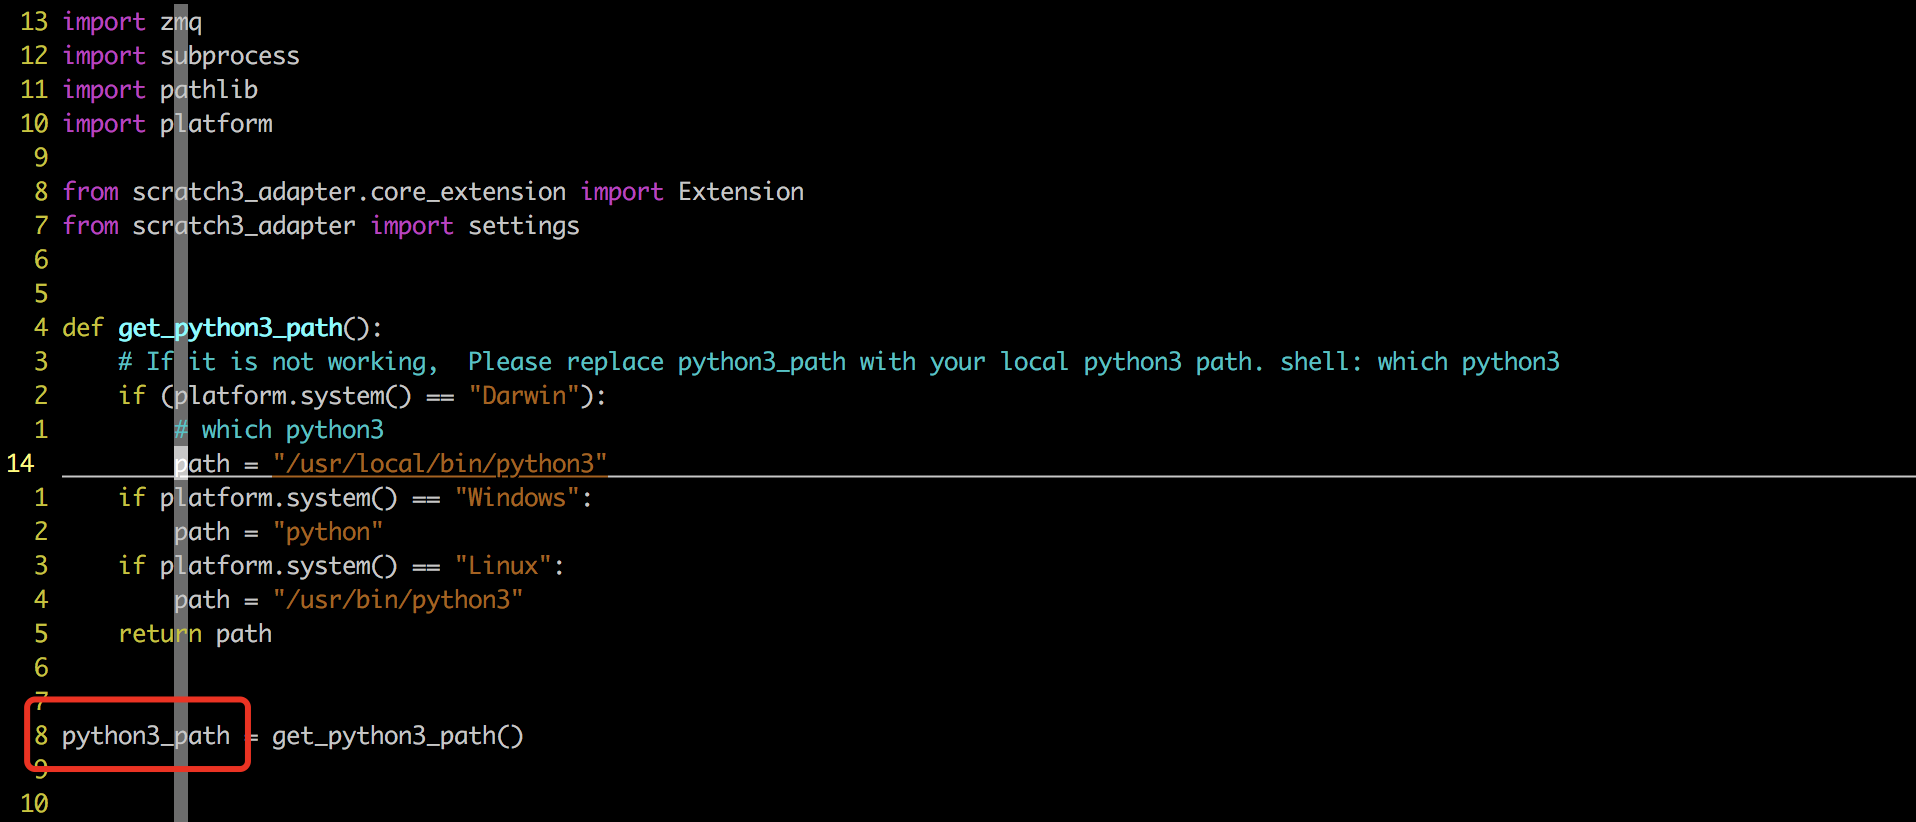 13 import zmq
12 import subprocess
11 import pathlib
10 import platform
9
8 from scratch3_adapter.core_extension import Extension
7 from scratch3_adapter import settings
6
5
4 def get_python3_path():
3     # If it is not working,  Please replace python3_path with your local python3 path. shell: which python3
2     if (platform.system() == "Darwin"):
1         # which python3
14         path = "/usr/local/bin/python3"
1     if platform.system() == "Windows":
2         path = "python"
3     if platform.system() == "Linux":
4         path = "/usr/bin/python3"
5     return path
6
7
8 python3_path = get_python3_path()
9
10